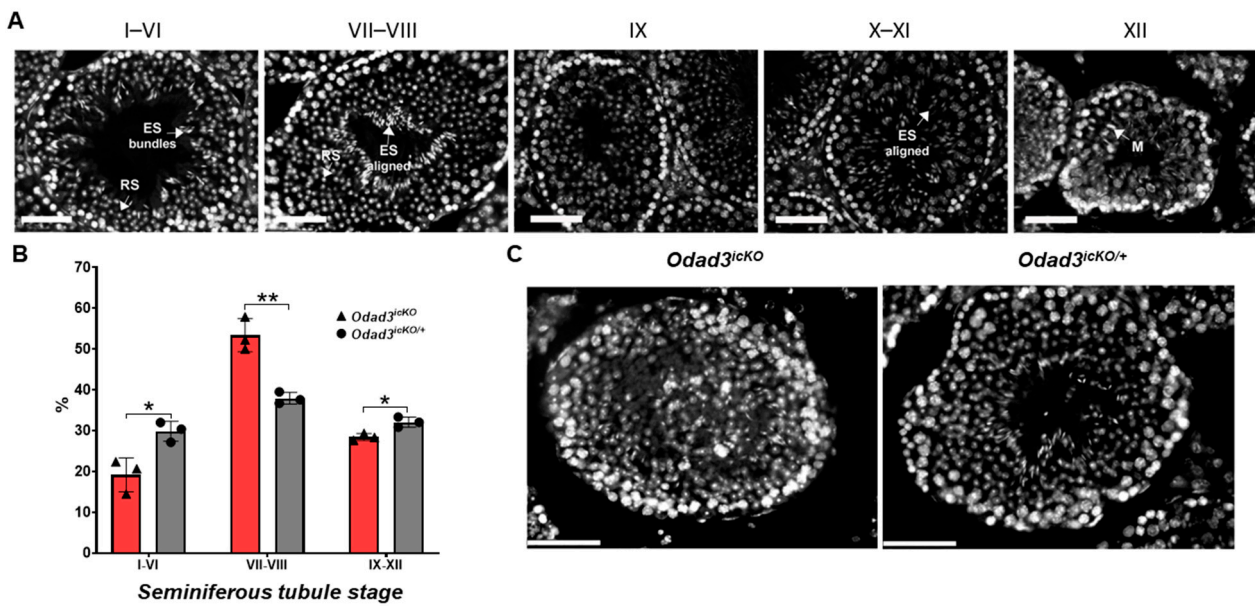 A
I–VI
VII–VIII
IX
X–XI
XII
ES
bundles
RS
ES
aligned
RS
ES
aligned
M
B
70
60
50
40
30
20
10
0
%
*
**
*
Odad3icKO
Odad3icKO/+
I-VI
VII-VIII
IX-XII
Seminiferous tubule stage
C
Odad3icKO
Odad3icKO/+